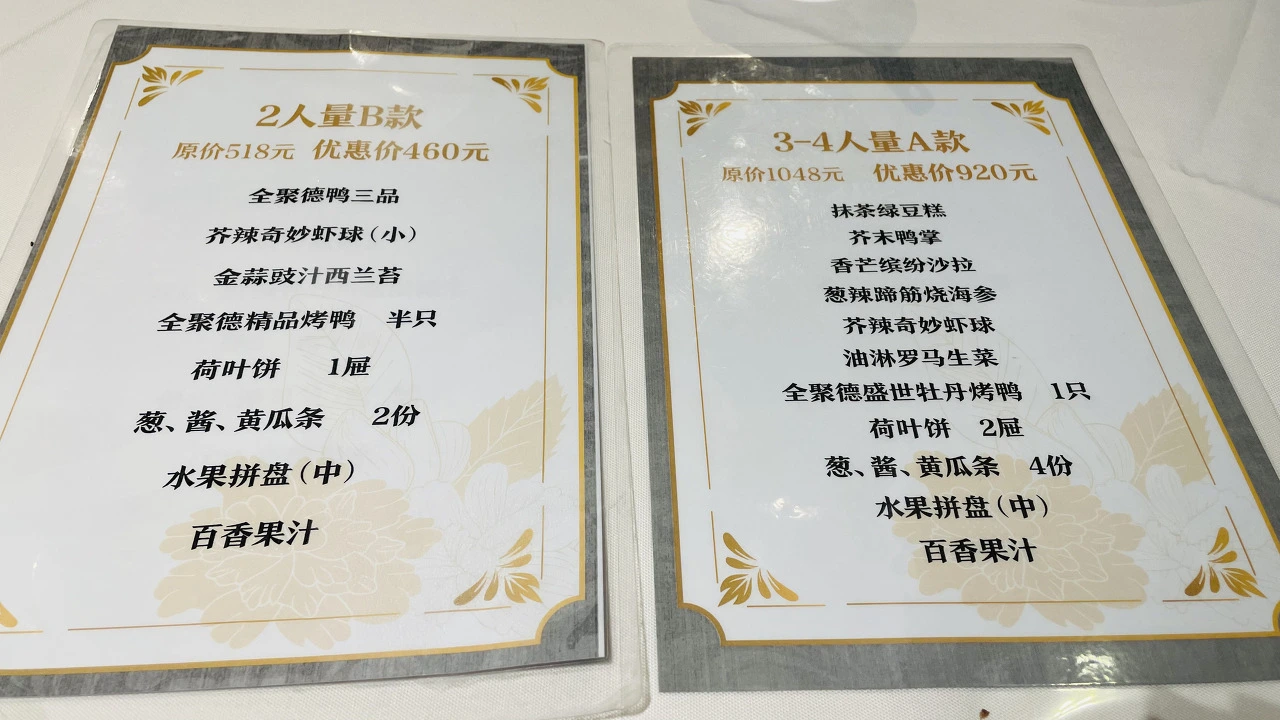 2人量B款
原价518元 优惠价460元
全聚德鸭三品
芥辣奇妙虾球（小）
金蒜豉汁西兰苔
全聚德精品烤鸭 半只
荷叶饼 1屉
葱、酱、黄瓜条 2份
水果拼盘（中）
百香果汁
3-4人量A款
原价1048元 优惠价920元
抹茶绿豆糕
芥末鸭掌
香芒缤纷沙拉
葱辣蹄筋烧海参
芥辣奇妙虾球
油淋罗马生菜
全聚德盛世牡丹烤鸭 1只
荷叶饼 2屉
葱、酱、黄瓜条 4份
水果拼盘（中）
百香果汁